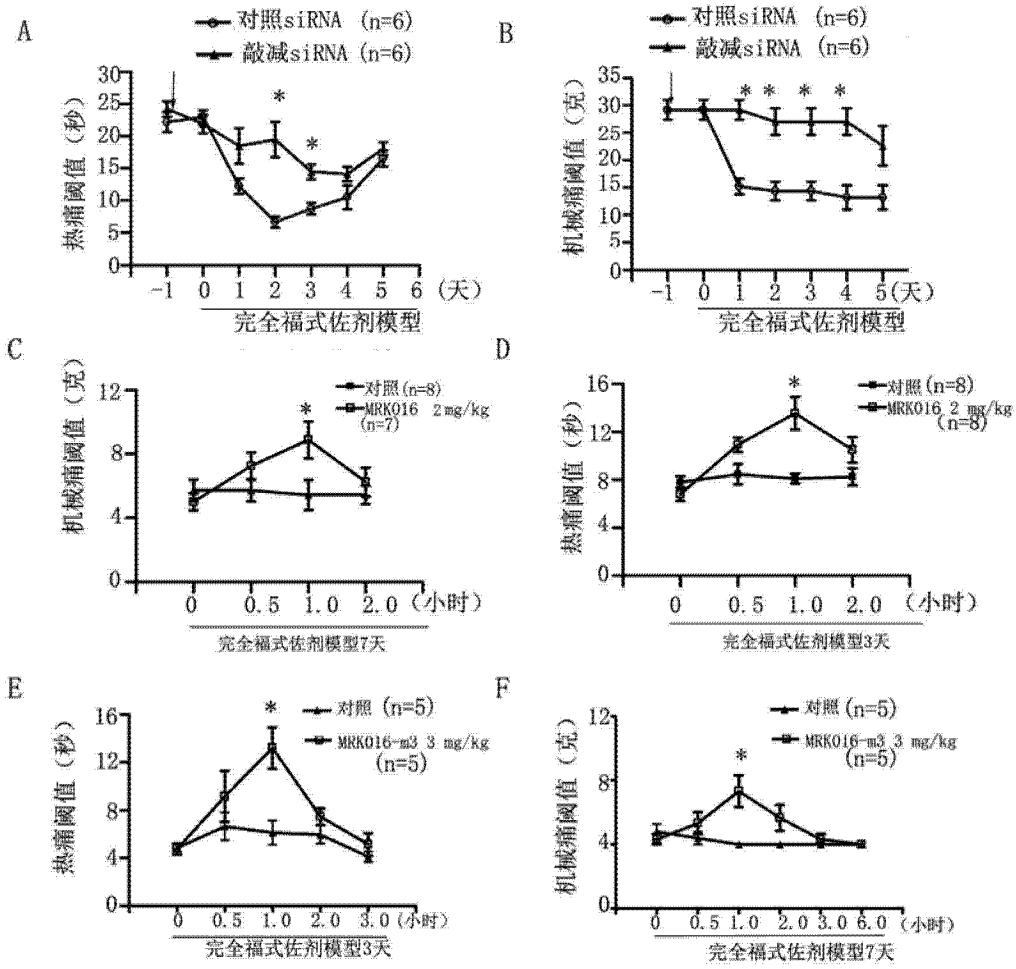 A
对照siRNA (n=6)
敲减siRNA (n=6)
热痛阈值（秒）
30
25
20
15
10
5
0
*
*
-1 0 1 2 3 4 5 6 (天)
完全福式佐剂模型
B
对照siRNA (n=6)
敲减siRNA (n=6)
机械痛阈值（克）
35
30
25
20
15
10
5
0
* * * *
-1 0 1 2 3 4 5(天)
完全福式佐剂模型
C
对照(n=8)
MRK016 2mg/kg
(n=7)
机械痛阈值（克）
12
8
4
0
*
0 0.5 1.0 2.0 (小时)
完全福式佐剂模型7天
D
对照(n=8)
MRK016 2 mg/kg
(n=8)
热痛阈值（秒）
16
12
8
4
0
*
0 0.5 1.0 2.0 (小时)
完全福式佐剂模型3天
E
对照 (n=5)
MRK016-m3 3 mg/kg
(n=5)
热痛阈值（秒）
16
12
8
4
0
*
0 0.5 1.0 2.0 3.0 (小时)
完全福式佐剂模型3天
F
对照 (n=5)
MRK016-m3 3 mg/kg
(n=5)
机械痛阈值（克）
12
8
4
0
*
0 0.5 1.0 2.0 3.0 6.0 (小时)
完全福式佐剂模型7天